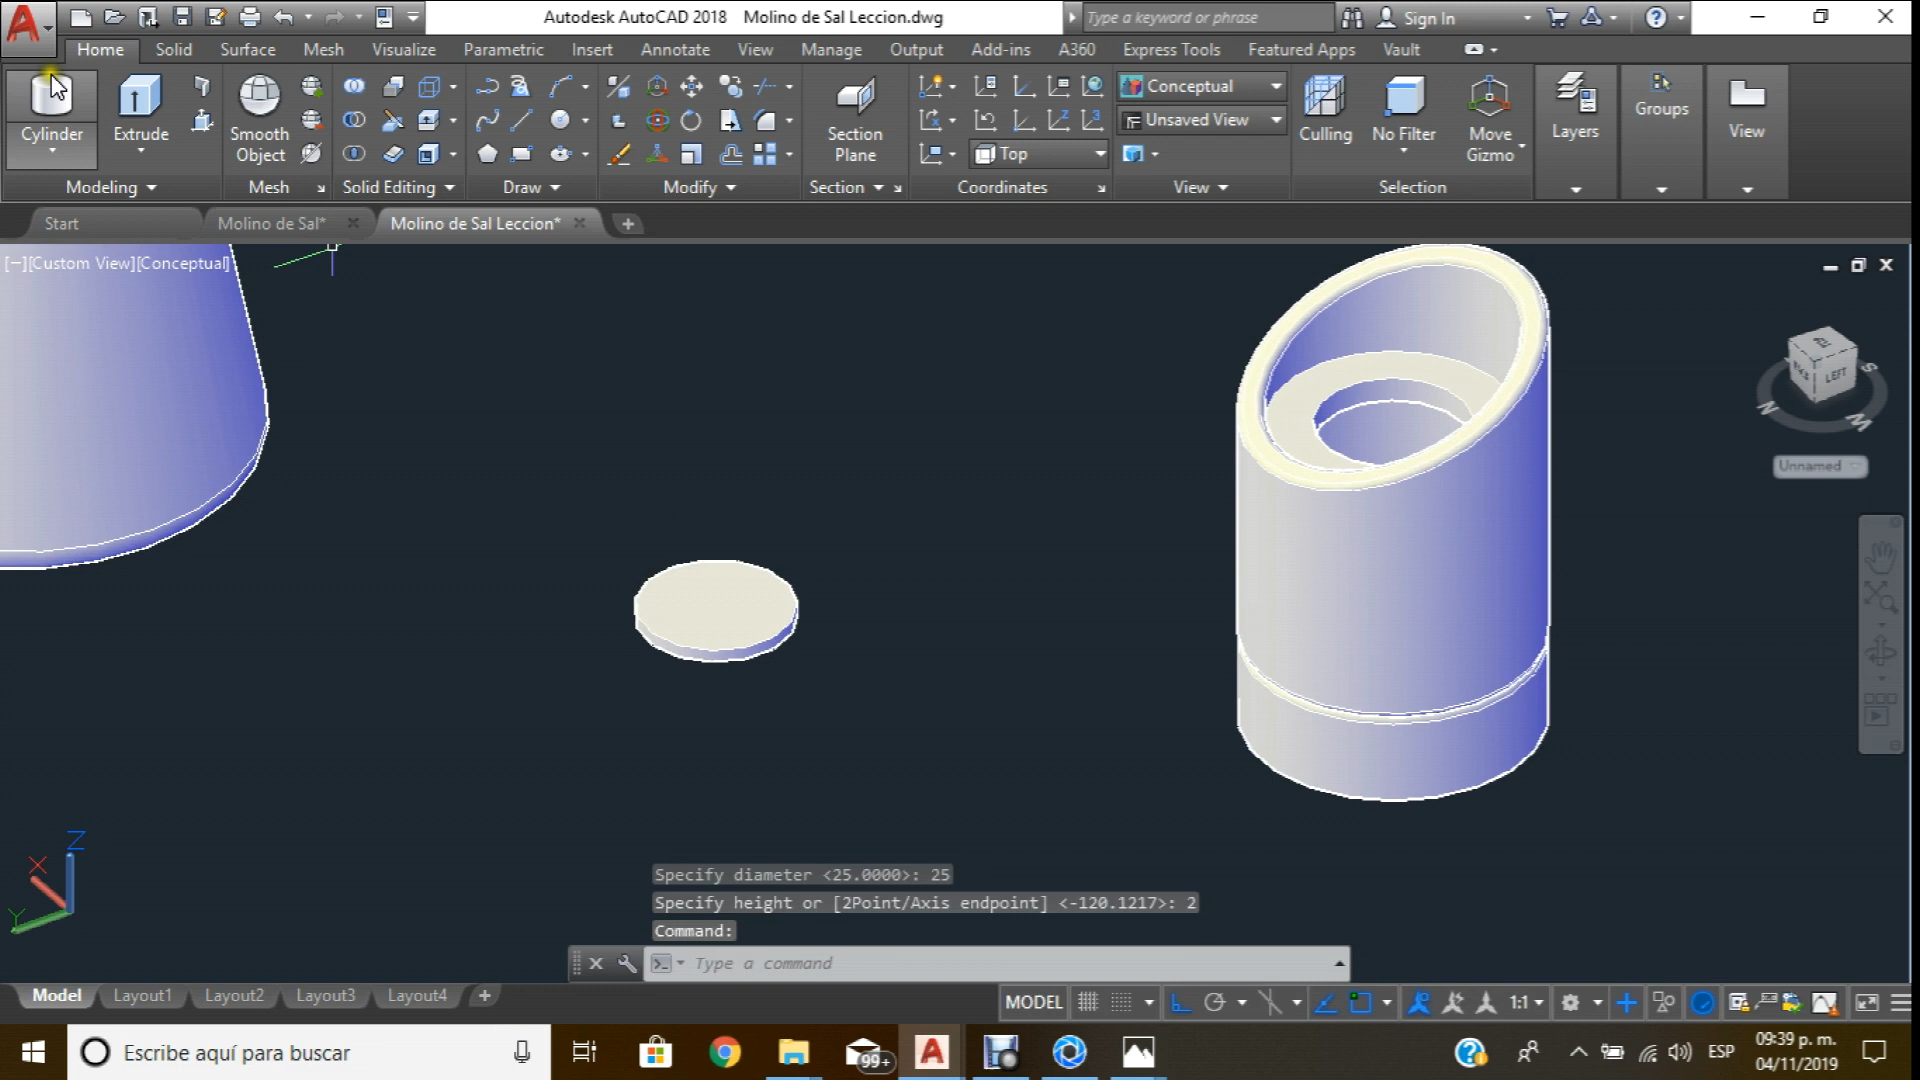 Autodesk AutoCAD 2018 Molino de Sal Leccion.dwg
Type a keyword or phrase
Sign In
Home Solid Surface Mesh Visualize Parametric Insert Annotate View Manage Output Add-ins A360 Express Tools Featured Apps Vault
Cylinder
Extrude
Smooth
Object
Section
Plane
Conceptual
Unsaved View
Top
Culling
No Filter
Move
Gizmo
Layers
Groups
View
Modeling Mesh Solid Editing Draw Modify Section Coordinates View Selection
Start Molino de Sal* Molino de Sal Leccion*
[−][Custom View][Conceptual]
LEFT
S
N
Unnamed
Z
X
Y
Specify diameter <25.0000>: 25
Specify height or [2Point/Axis endpoint] <-120.1217>: 2
Command:
Type a command
Model Layout1 Layout2 Layout3 Layout4
MODEL
1:1
Escribe aquí para buscar
99+
ESP
09:39 p. m.
04/11/2019